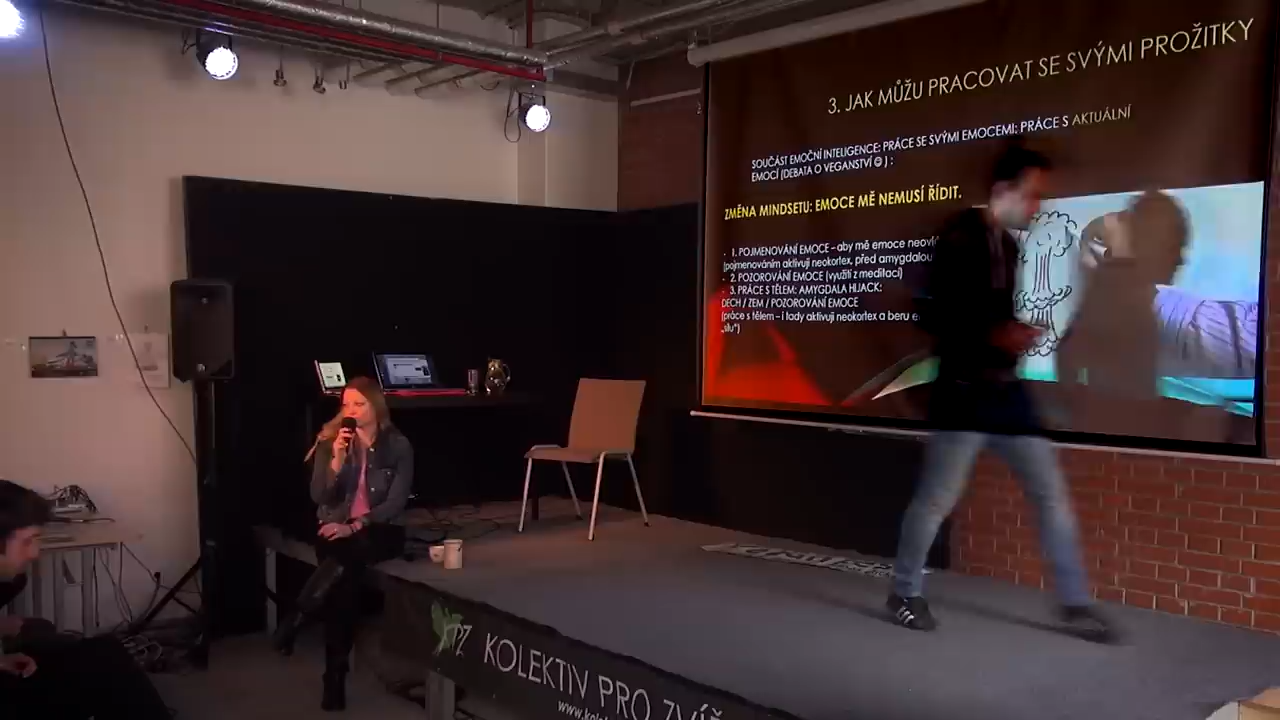 3. JAK MŮŽU PRACOVAT SE SVÝMI PROŽITKY
SOUČÁST EMOČNÍ INTELIGENCE: PRÁCE SE SVÝMI EMOCEMI: PRÁCE S AKTUÁLNÍ
EMOCÍ (DEBATA O VEGANSTVÍ☺) :
ZMĚNA MINDSETU: EMOCE MĚ NEMUSÍ ŘÍDIT.
- 1. POJMENOVÁNÍ EMOCE – aby mě emoce
(pojmenováním aktivuji neokortex, před amygdalou
- 2. POZOROVÁNÍ EMOCE (využití z meditací)
- 3. PRÁCE S TĚLEM: AMYGDALA HIJACK:
DECH / ZEM / POZOROVÁNÍ EMOCE
(práce s tělem – i tady aktivuji neokortex a beru
„sílu")
KPZ KOLEKTIV PRO